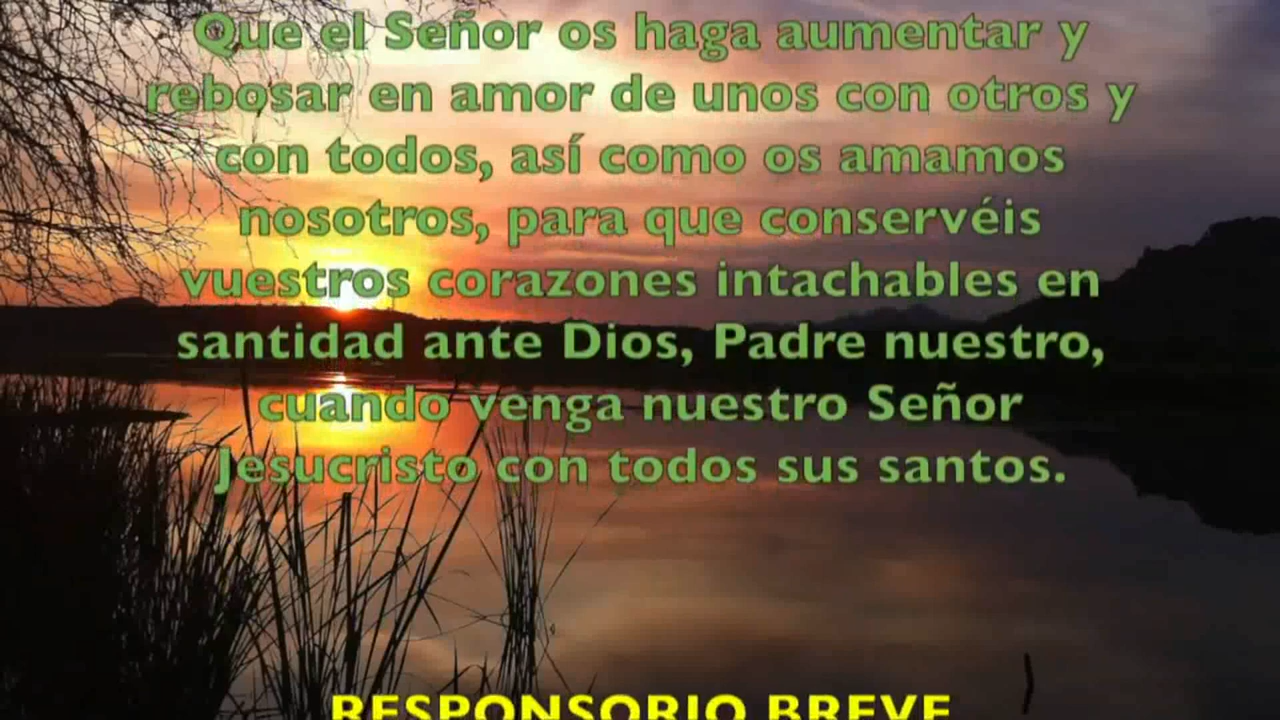 Que el Señor os haga aumentar y
rebosar en amor de unos con otros y
con todos, así como os amamos
nosotros, para que conservéis
vuestros corazones intachables en
santidad ante Dios, Padre nuestro,
cuando venga nuestro Señor
Jesucristo con todos sus santos.
RESPONSORIO BREVE